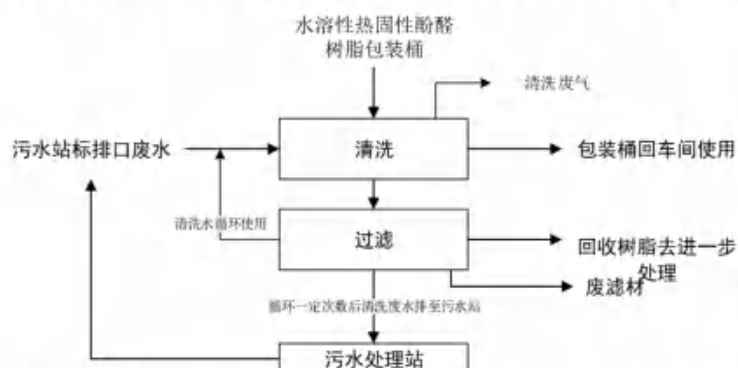 水溶性热固性酚醛
树脂包装桶
清洗废气
污水站标排口废水
清洗
包装桶回车间使用
清洗水循环使用
过滤
回收树脂去进一步
处理
废滤材
循环一定次数后清洗废水排至污水站
污水处理站